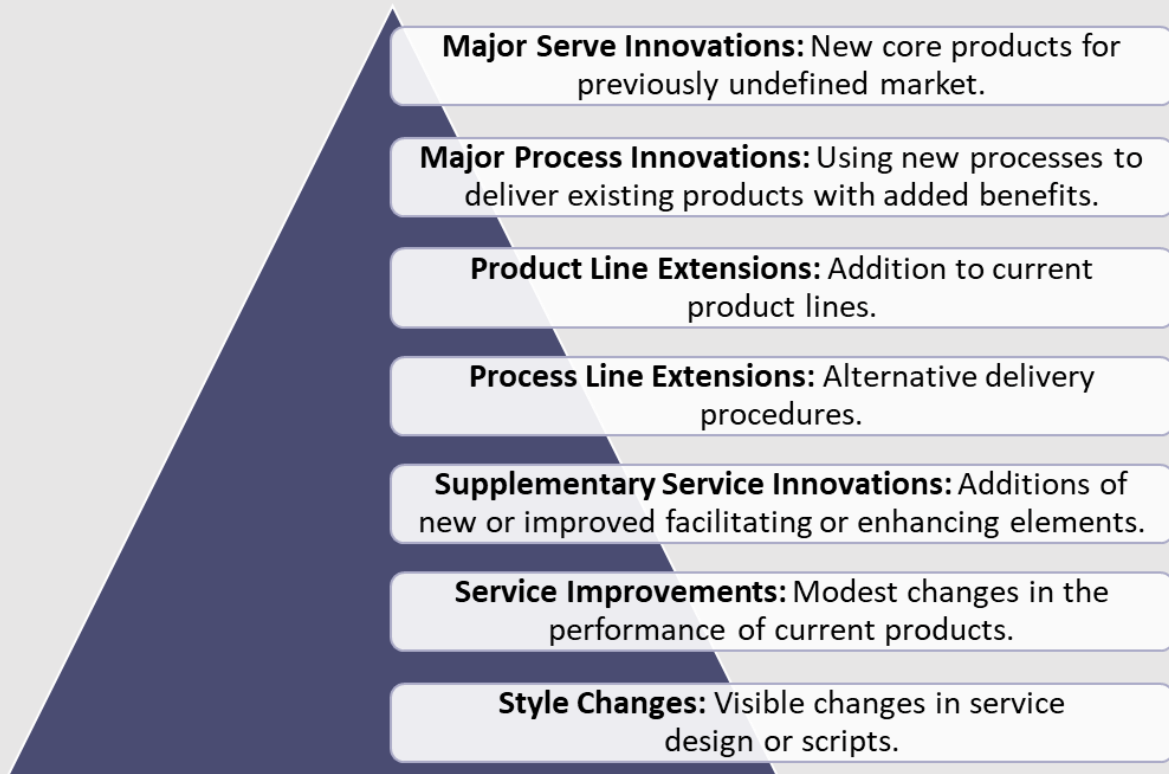 Major Serve Innovations: New core products for
previously undefined market.
Major Process Innovations: Using new processes to
deliver existing products with added benefits.
Product Line Extensions: Addition to current
product lines.
Process Line Extensions: Alternative delivery
procedures.
Supplementary Service Innovations: Additions of
new or improved facilitating or enhancing elements.
Service Improvements: Modest changes in the
performance of current products.
Style Changes: Visible changes in service
design or scripts.